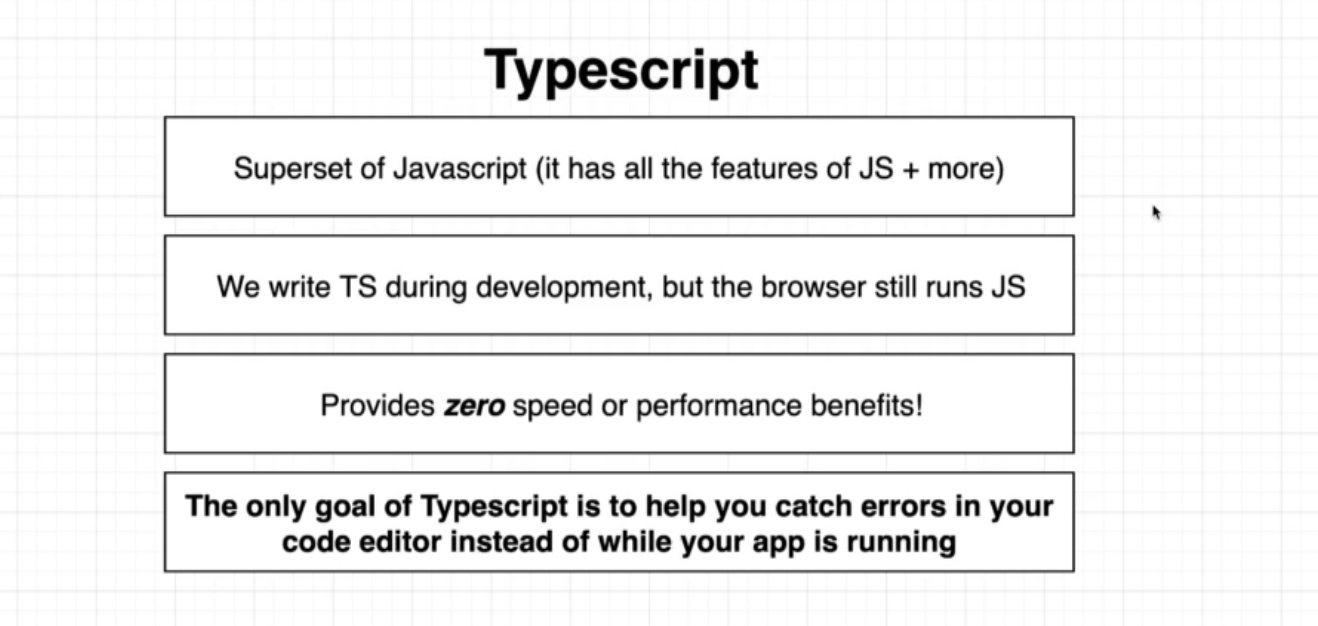 Typescript
Superset of Javascript (it has all the features of JS + more)
We write TS during development, but the browser still runs JS
Provides zero speed or performance benefits!
The only goal of Typescript is to help you catch errors in your
code editor instead of while your app is running